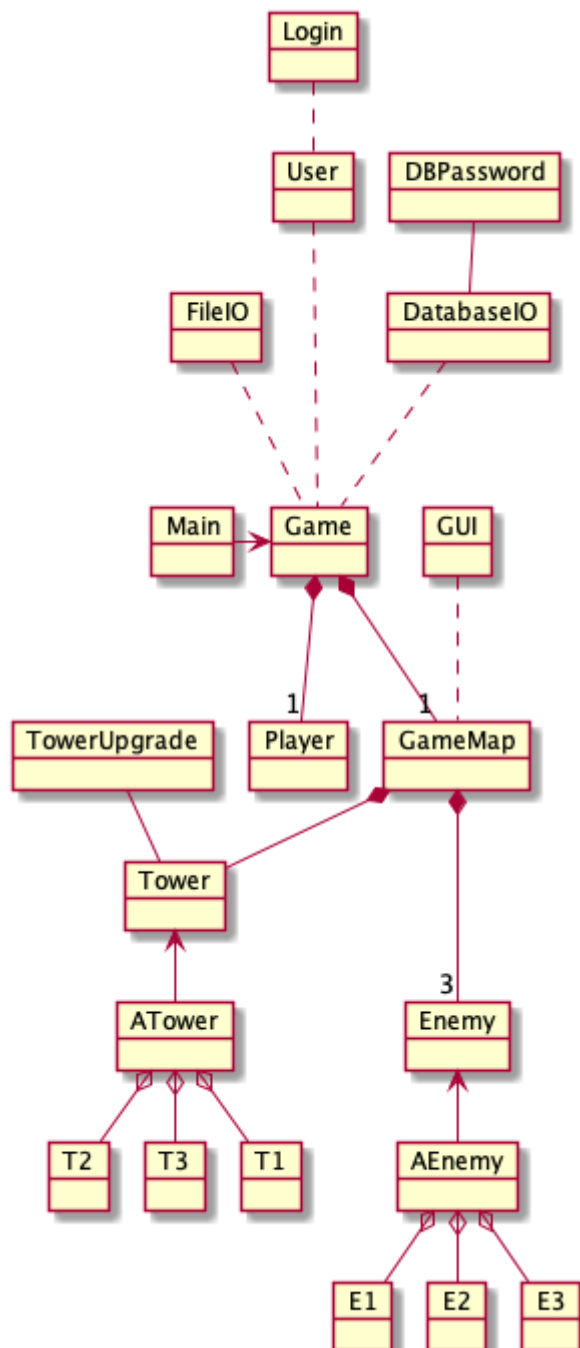 Login
User
DBPassword
FileIO
DatabaseIO
Main
Game
GUI
1
1
TowerUpgrade
Player
GameMap
Tower
3
ATower
Enemy
T2
T3
T1
AEnemy
E1
E2
E3